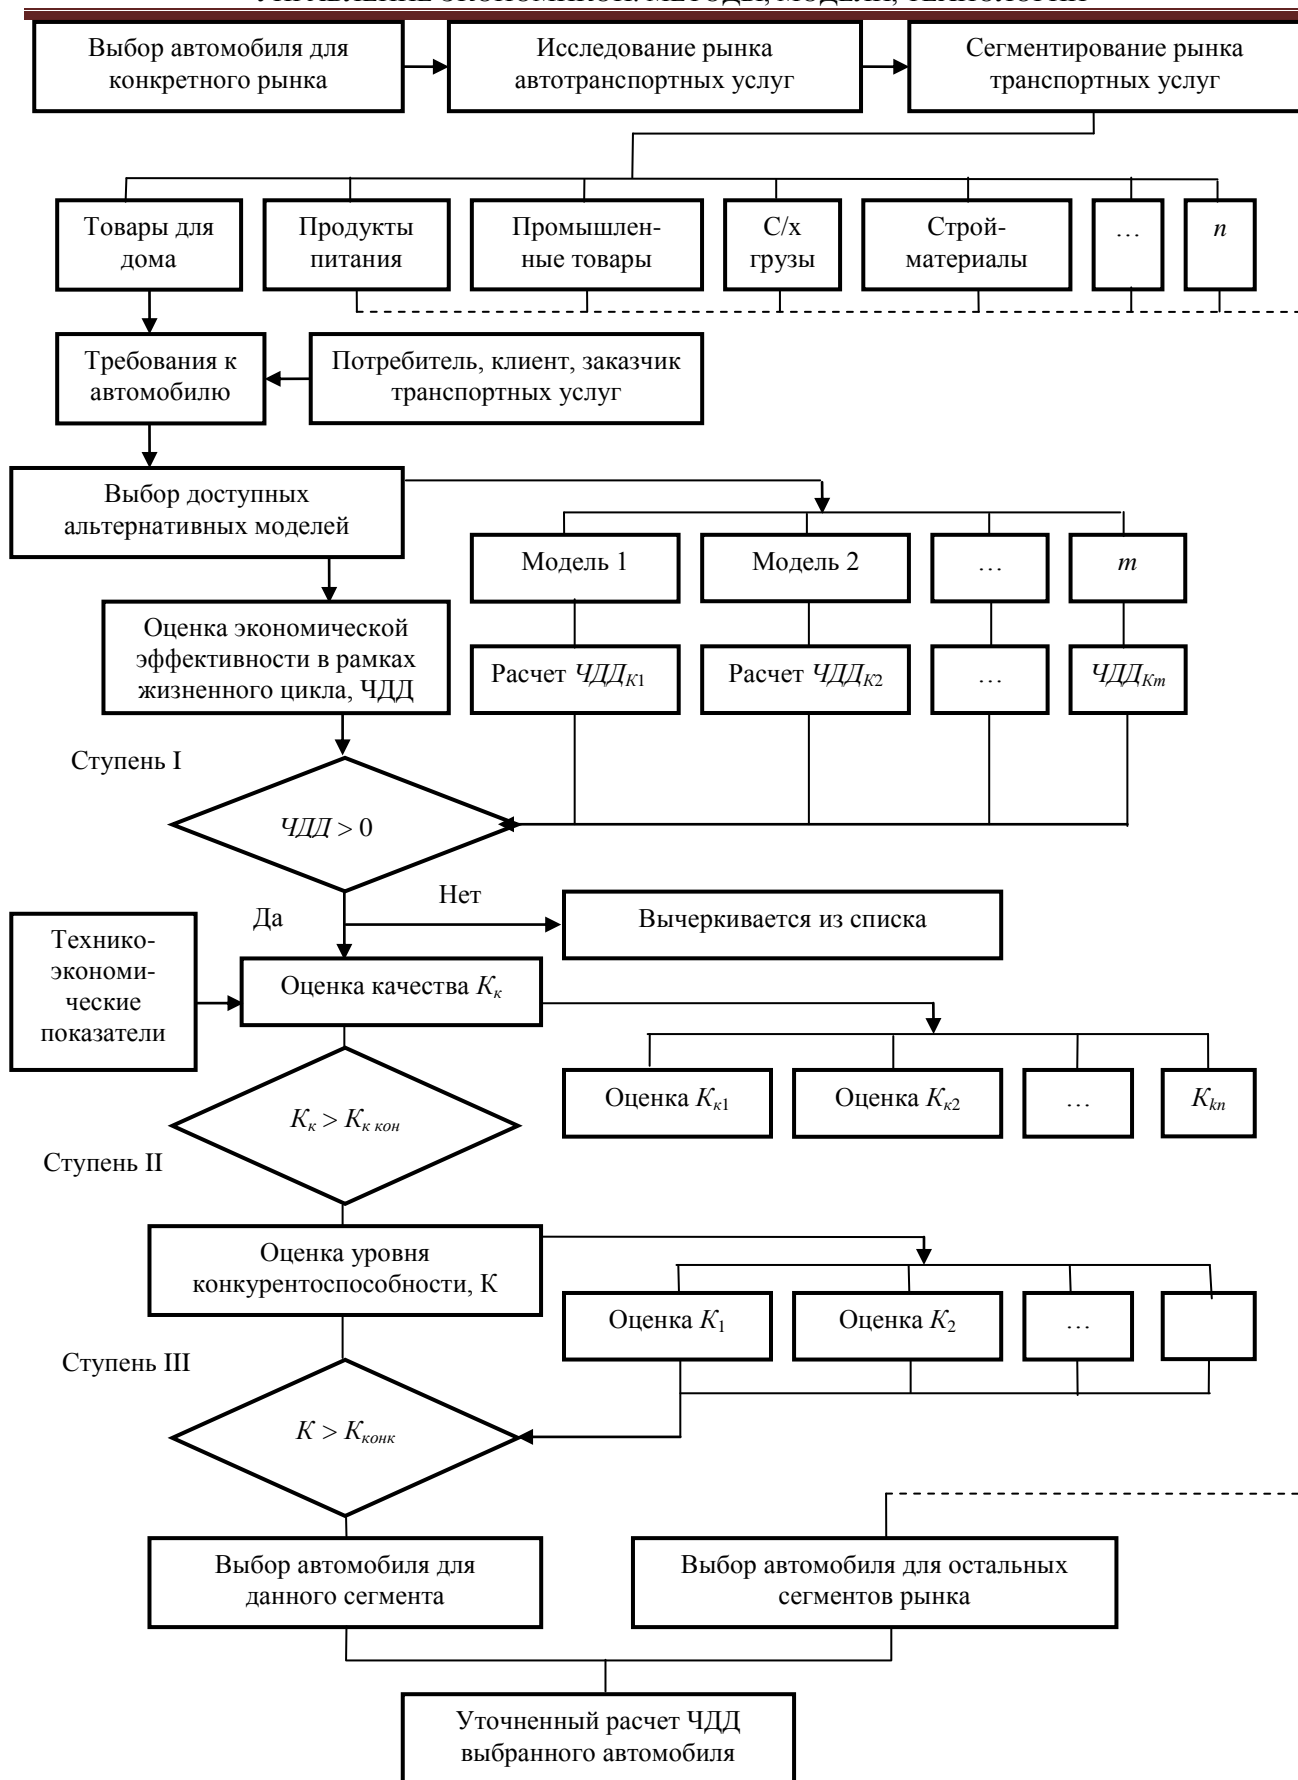 УПРАВЛЕНИЕ ЭКОНОМИКОЙ: МЕТОДЫ, МОДЕЛИ, ТЕХНОЛОГИИ
Выбор автомобиля для
конкретного рынка
Исследование рынка
автотранспортных услуг
Сегментирование рынка
транспортных услуг
Товары для
дома
Продукты
питания
Промышлен-
ные товары
С/х
грузы
Строй-
материалы
…
n
Требования к
автомобилю
Потребитель, клиент, заказчик
транспортных услуг
Выбор доступных
альтернативных моделей
Модель 1
Модель 2
…
m
Оценка экономической
эффективности в рамках
жизненного цикла, ЧДД
Расчет ЧДД_К1
Расчет ЧДД_К2
…
ЧДД_Кm
Ступень I
ЧДД > 0
Да
Нет
Вычеркивается из списка
Технико-
экономи-
ческие
показатели
Оценка качества К_к
Оценка К_к1
Оценка К_к2
…
К_kn
К_к > К_к кон
Ступень II
Оценка уровня
конкурентоспособности, К
Оценка К_1
Оценка К_2
…
Ступень III
К > К_конк
Выбор автомобиля для
данного сегмента
Выбор автомобиля для остальных
сегментов рынка
Уточненный расчет ЧДД
выбранного автомобиля